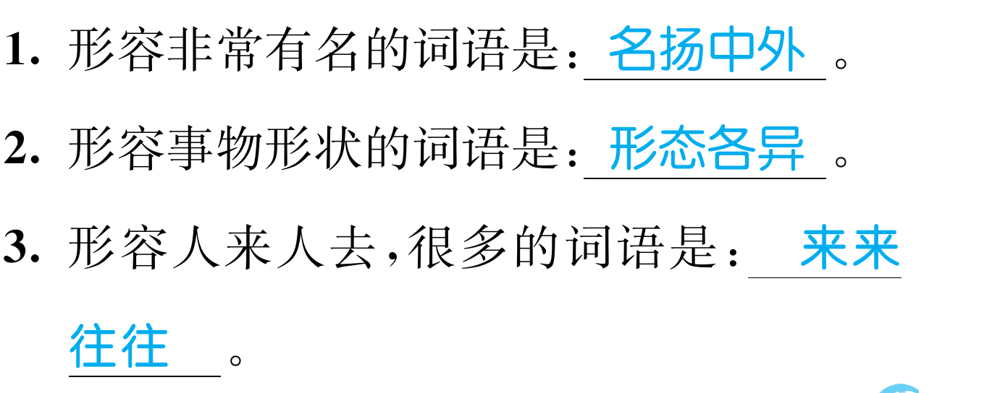 1. 形容非常有名的词语是：名扬中外。
2. 形容事物形状的词语是：形态各异。
3. 形容人来人去，很多的词语是：来来
往往。